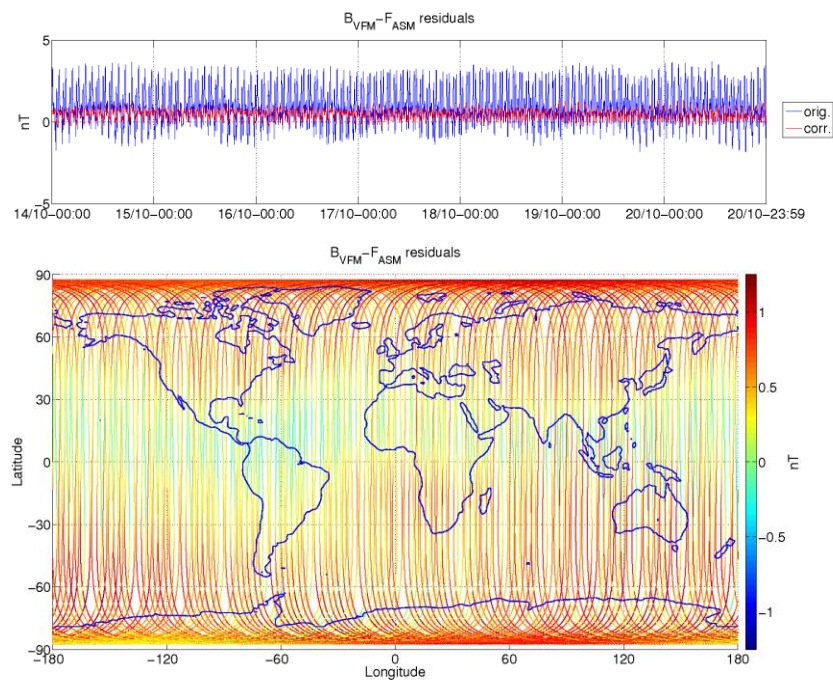 B_VFM−F_ASM residuals
5
0
−5
nT
orig.
corr.
14/10−00:00 15/10−00:00 16/10−00:00 17/10−00:00 18/10−00:00 19/10−00:00 20/10−00:00 20/10−23:59
B_VFM−F_ASM residuals
90
60
30
0
−30
−60
−90
Latitude
−180 −120 −60 0 60 120 180
Longitude
1
0.5
0
−0.5
−1
nT